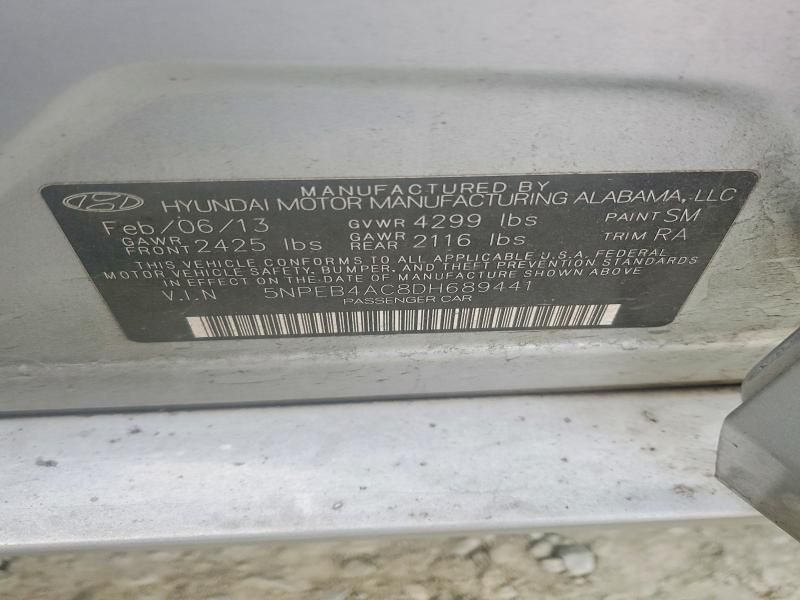 MANUFACTURED BY
HYUNDAI MOTOR MANUFACTURING ALABAMA, LLC
Feb/06/13 GVWR 4299 lbs PAINT SM
GAWR FRONT 2425 lbs GAWR REAR 2116 lbs TRIM RA
THIS VEHICLE CONFORMS TO ALL APPLICABLE U.S.A. FEDERAL
MOTOR VEHICLE SAFETY, BUMPER, AND THEFT PREVENTION STANDARDS
IN EFFECT ON THE DATE OF MANUFACTURE SHOWN ABOVE
V.I.N 5NPEB4AC8DH689441
PASSENGER CAR